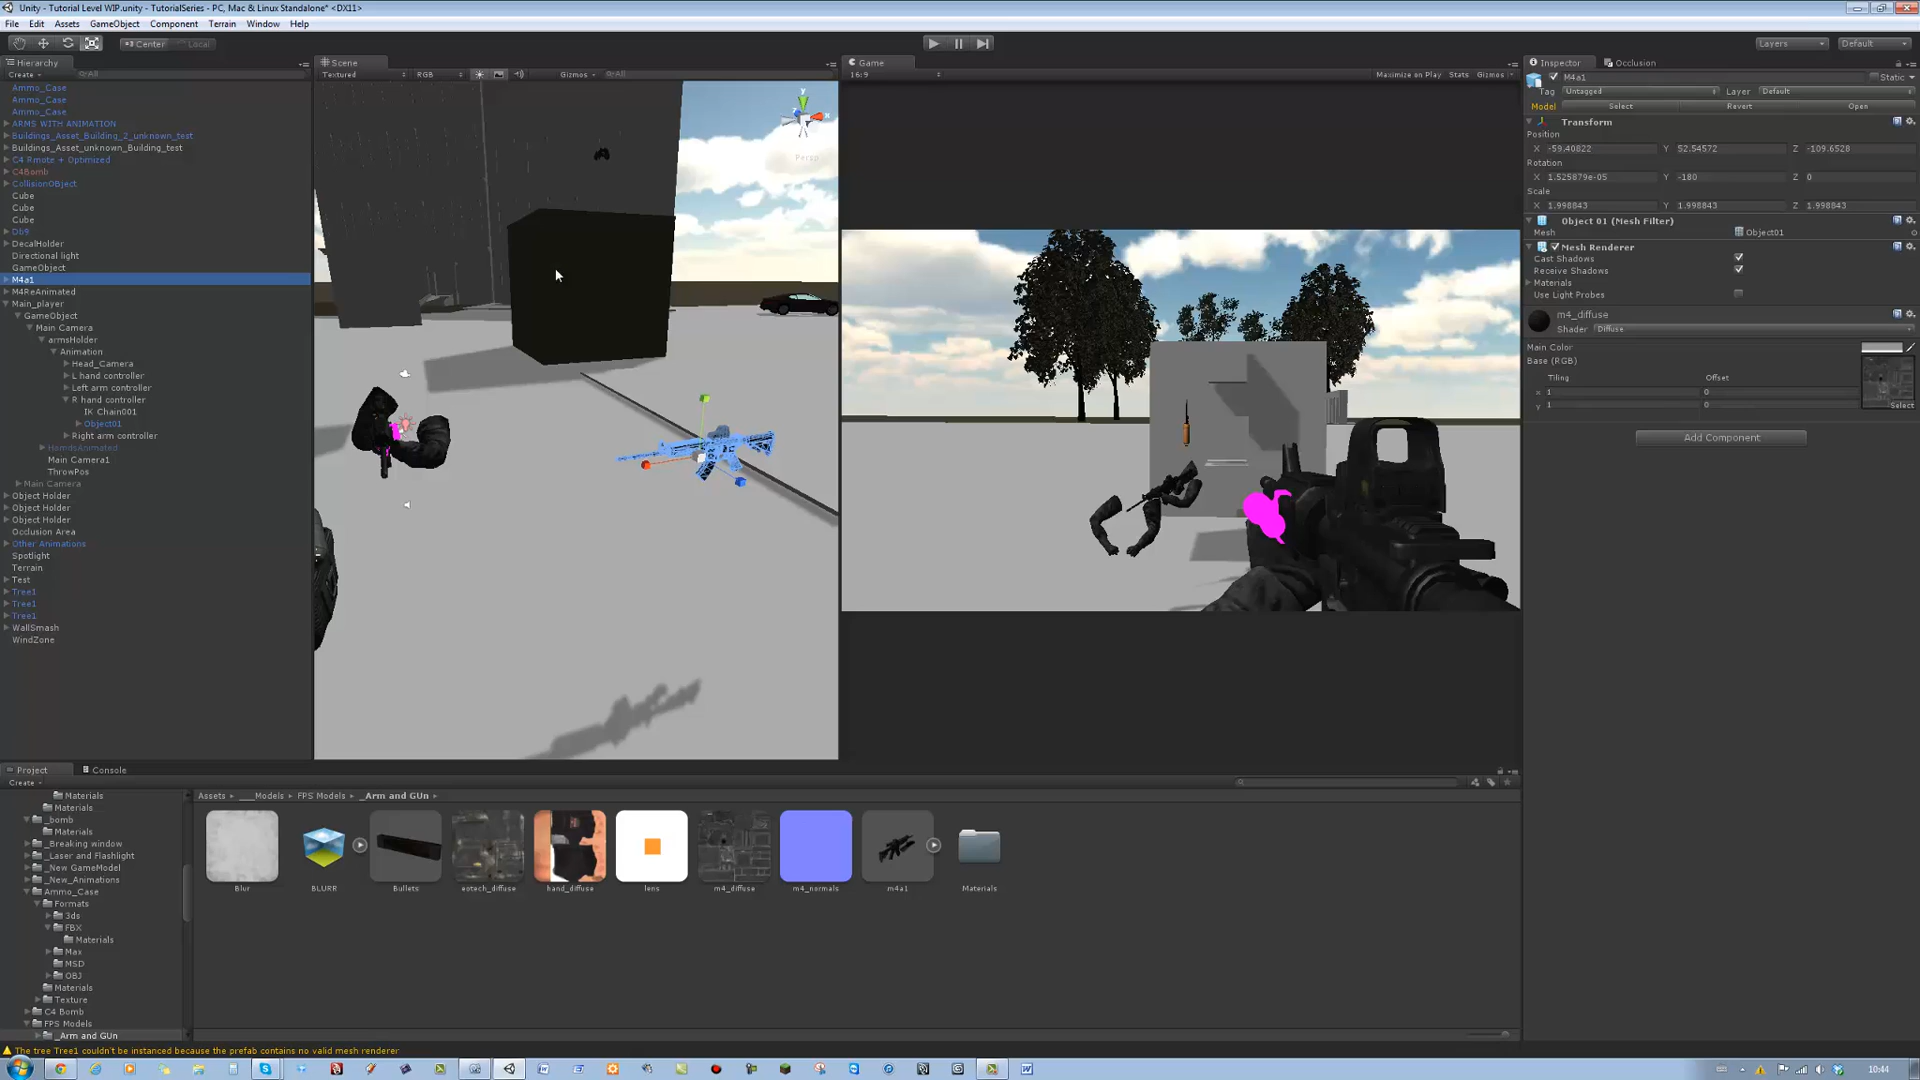 Unity - Tutorial Level WIP.unity - TutorialSeries - PC, Mac & Linux Standalone* <DX11>
File Edit Assets GameObject Component Terrain Window Help
Center Local Layers Default
Hierarchy
Create All
Ammo_Case
Ammo_Case
Ammo_Case
ARMS WITH ANIMATION
Buildings_Asset_Building_2_unknown_test
Buildings_Asset_unknown_Building_test
C4 Rmote + Optimized
C4Bomb
CollisionObject
Cube
Cube
Cube
Db9
DecalHolder
Directional light
GameObject
M4a1
M4ReAnimated
Main_player
GameObject
Main Camera
armsHolder
Animation
Head_Camera
L hand controller
Left arm controller
R hand controller
IK Chain001
Object01
Right arm controller
HandsAnimated
Main Camera1
ThrowPos
Main Camera
Object Holder
Object Holder
Object Holder
Occlusion Area
Other Animations
Spotlight
Terrain
Test
Tree1
Tree1
Tree1
WallSmash
WindZone
Scene
Textured RGB Gizmos All
y
x
Persp
Game
16:9 Maximize on Play Stats Gizmos
Inspector Occlusion
M4a1 Static
Tag Untagged Layer Default
Model Select Revert Open
Transform
Position
X -59.40822 Y 52.54572 Z -109.6528
Rotation
X 1.525879e-05 Y -180 Z 0
Scale
X 1.998843 Y 1.998843 Z 1.998843
Object 01 (Mesh Filter)
Mesh Object01
Mesh Renderer
Cast Shadows
Receive Shadows
Materials
Use Light Probes
m4_diffuse
Shader Diffuse
Main Color
Base (RGB)
Tiling Offset
x 1 0
y 1 0
Select
Add Component
Project Console
Create
Materials
Materials
_bomb
Materials
_Breaking window
_Laser and Flashlight
_New GameModel
_New_Animations
Ammo_Case
Formats
3ds
FBX
Materials
Max
MSD
OBJ
Materials
Texture
C4 Bomb
FPS Models
_Arm and GUn
Assets ___Models FPS Models _Arm and GUn
Blur BLURR Bullets eotech_diffuse hand_diffuse lens m4_diffuse m4_normals m4a1 Materials
The tree Tree1 couldn't be instanced because the prefab contains no valid mesh renderer
10:44